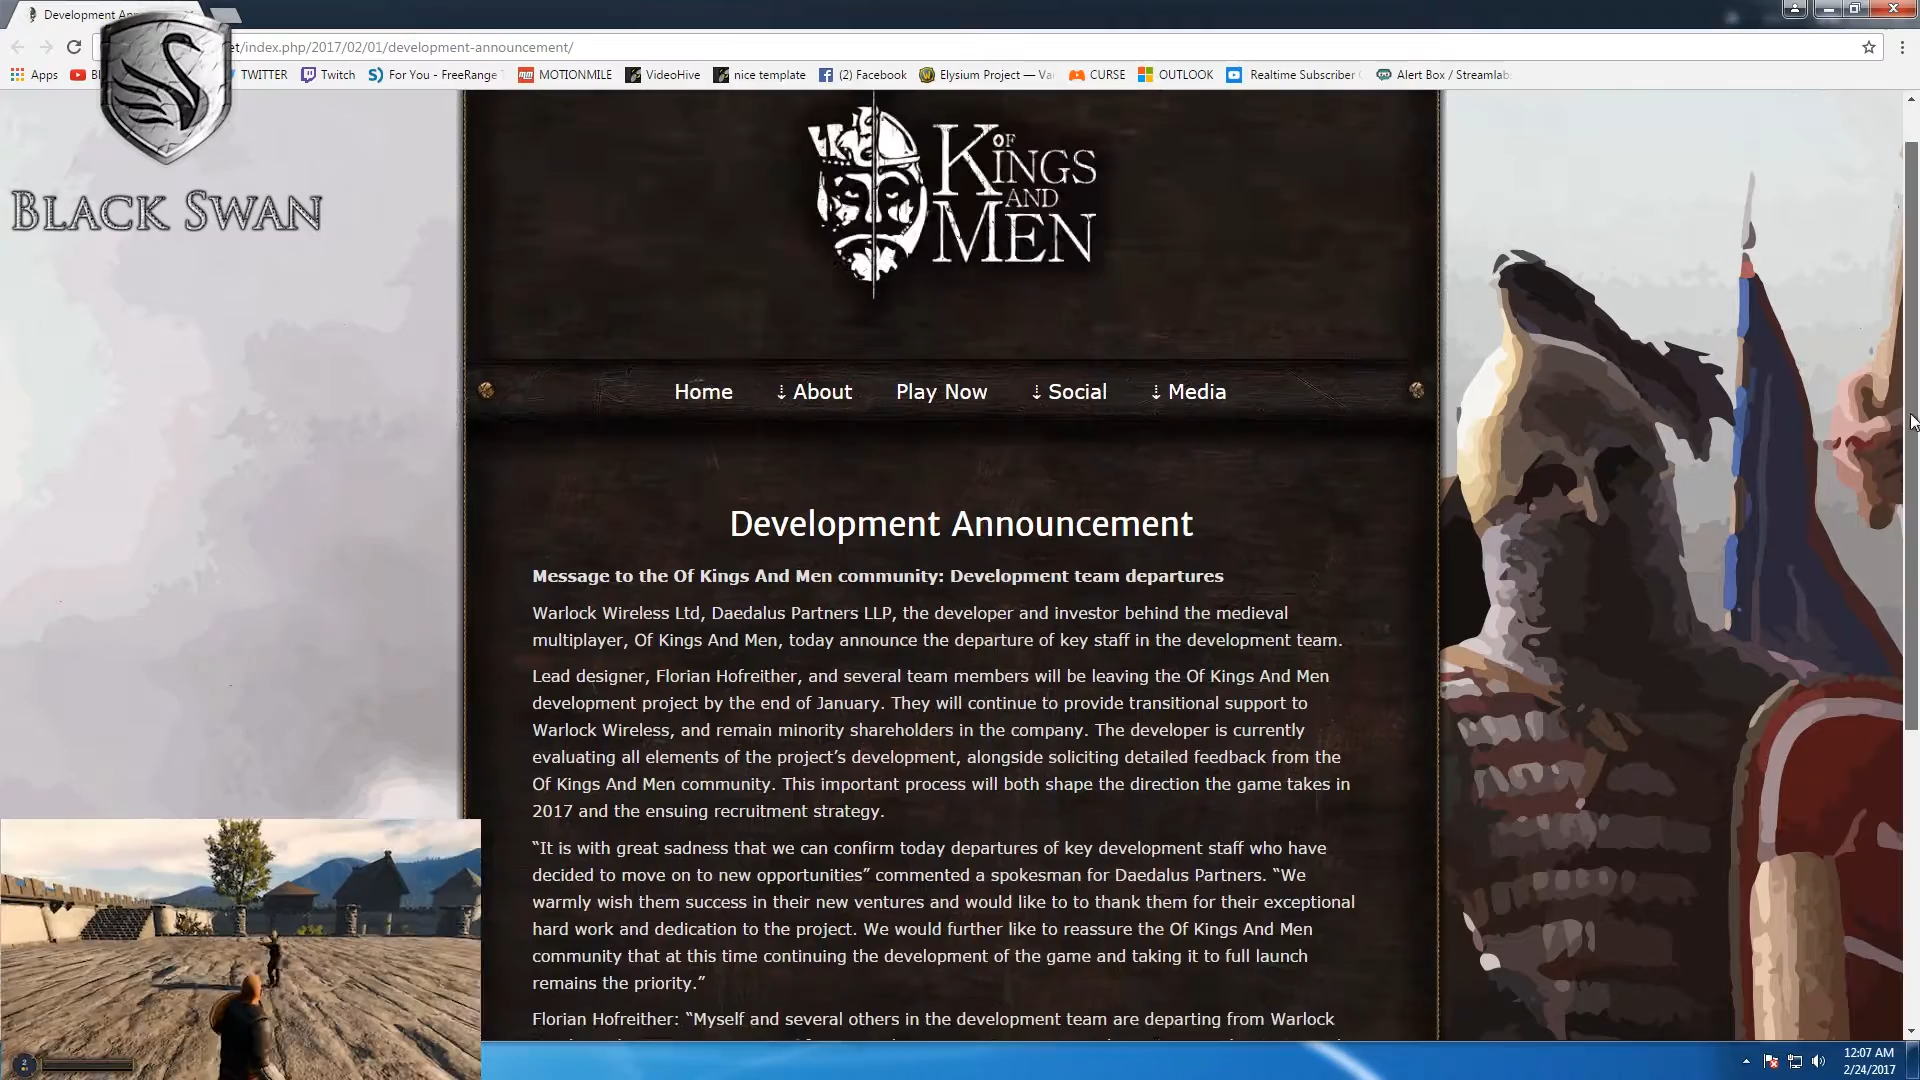 Development An
et/index.php/2017/02/01/development-announcement/
Apps
TWITTER
Twitch
For You - FreeRange
MOTIONMILE
VideoHive
nice template
(2) Facebook
Elysium Project — Va
CURSE
OUTLOOK
Realtime Subscriber
Alert Box / Streamlab
BLACK SWAN
OF
KINGS
AND
MEN
Home
About
Play Now
Social
Media
Development Announcement
Message to the Of Kings And Men community: Development team departures
Warlock Wireless Ltd, Daedalus Partners LLP, the developer and investor behind the medieval
multiplayer, Of Kings And Men, today announce the departure of key staff in the development team.
Lead designer, Florian Hofreither, and several team members will be leaving the Of Kings And Men
development project by the end of January. They will continue to provide transitional support to
Warlock Wireless, and remain minority shareholders in the company. The developer is currently
evaluating all elements of the project’s development, alongside soliciting detailed feedback from the
Of Kings And Men community. This important process will both shape the direction the game takes in
2017 and the ensuing recruitment strategy.
“It is with great sadness that we can confirm today departures of key development staff who have
decided to move on to new opportunities” commented a spokesman for Daedalus Partners. “We
warmly wish them success in their new ventures and would like to to thank them for their exceptional
hard work and dedication to the project. We would further like to reassure the Of Kings And Men
community that at this time continuing the development of the game and taking it to full launch
remains the priority.”
Florian Hofreither: “Myself and several others in the development team are departing from Warlock
12:07 AM
2/24/2017